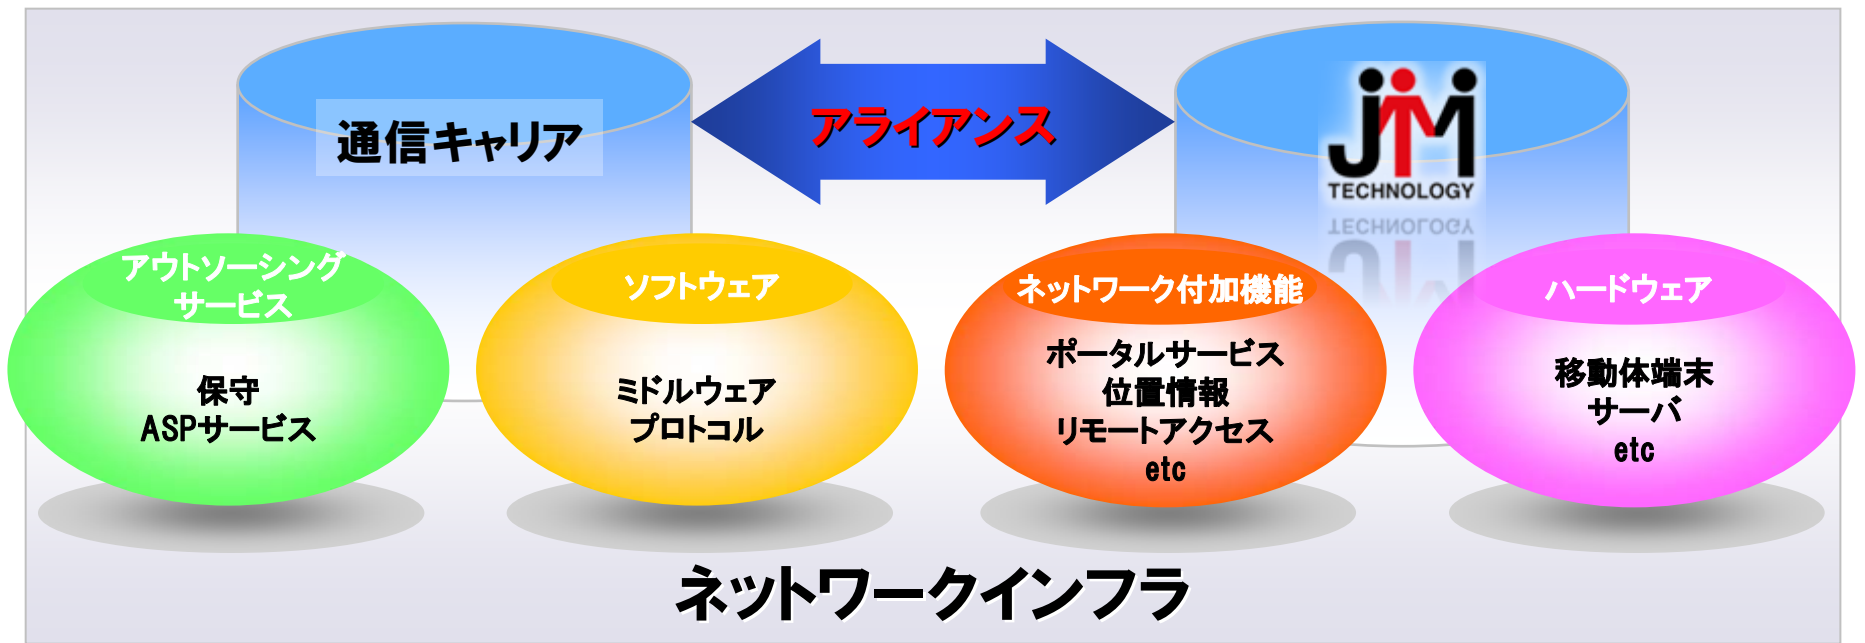 通信キャリア
アライアンス
JTM
TECHNOLOGY
アウトソーシング
サービス
保守
ASPサービス
ソフトウェア
ミドルウェア
プロトコル
ネットワーク付加機能
ポータルサービス
位置情報
リモートアクセス
etc
ハードウェア
移動体端末
サーバ
etc
ネットワークインフラ